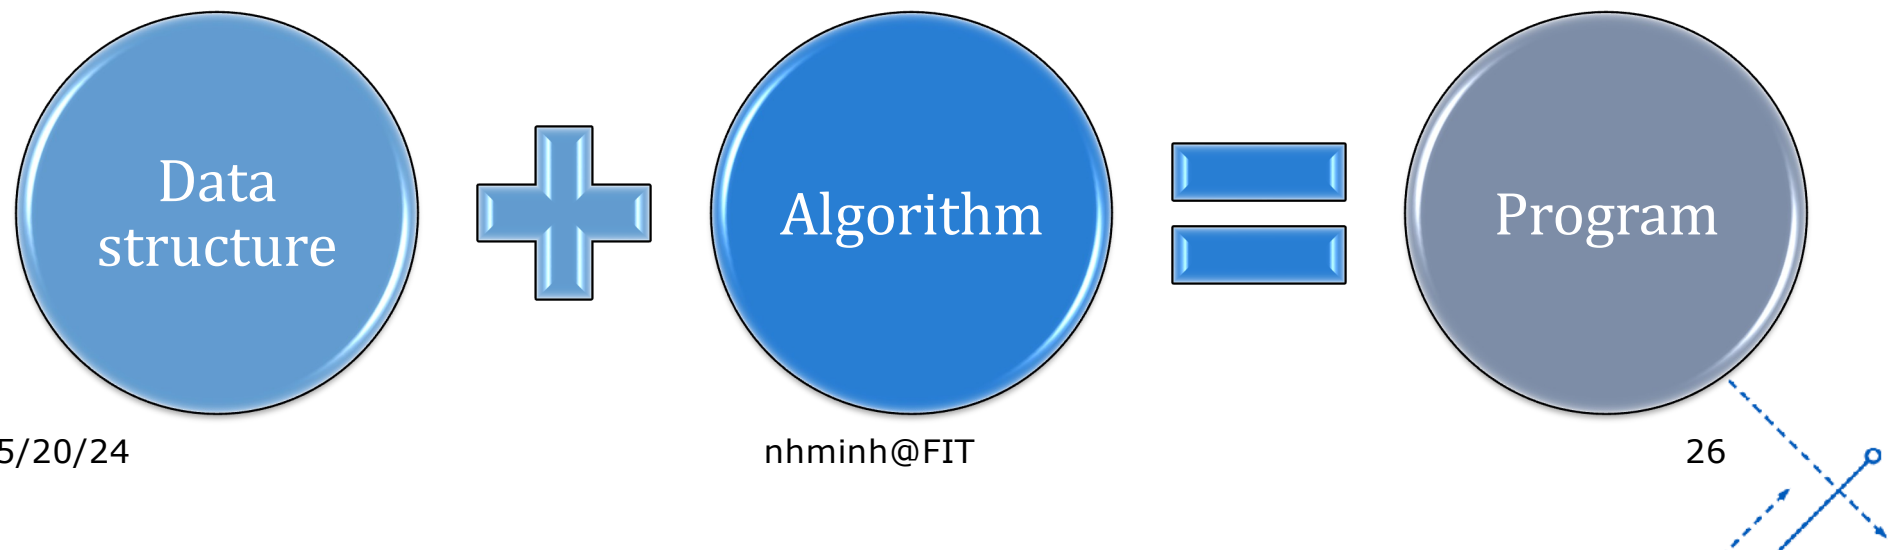 Data
structure
Algorithm
Program
5/20/24
nhminh@FIT
26